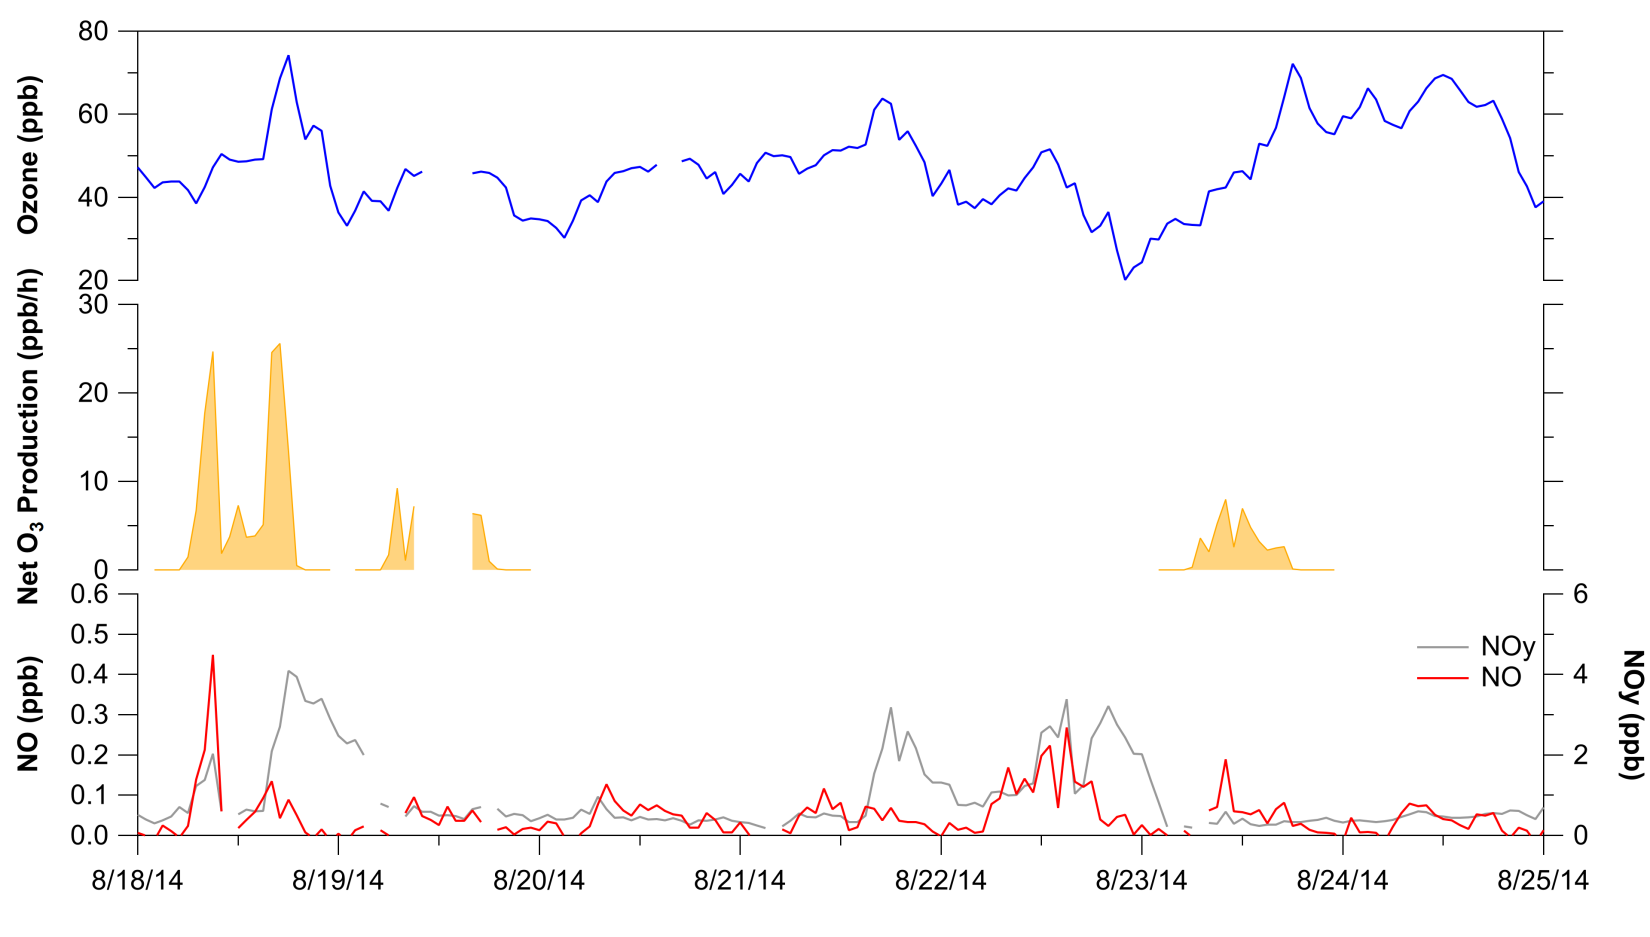 80
60
40
20
Ozone (ppb)
30
20
10
0
Net O₃ Production (ppb/h)
0.6
0.5
0.4
0.3
0.2
0.1
0.0
NO (ppb)
6
4
2
0
NOy (ppb)
NOy
NO
8/18/14 8/19/14 8/20/14 8/21/14 8/22/14 8/23/14 8/24/14 8/25/14